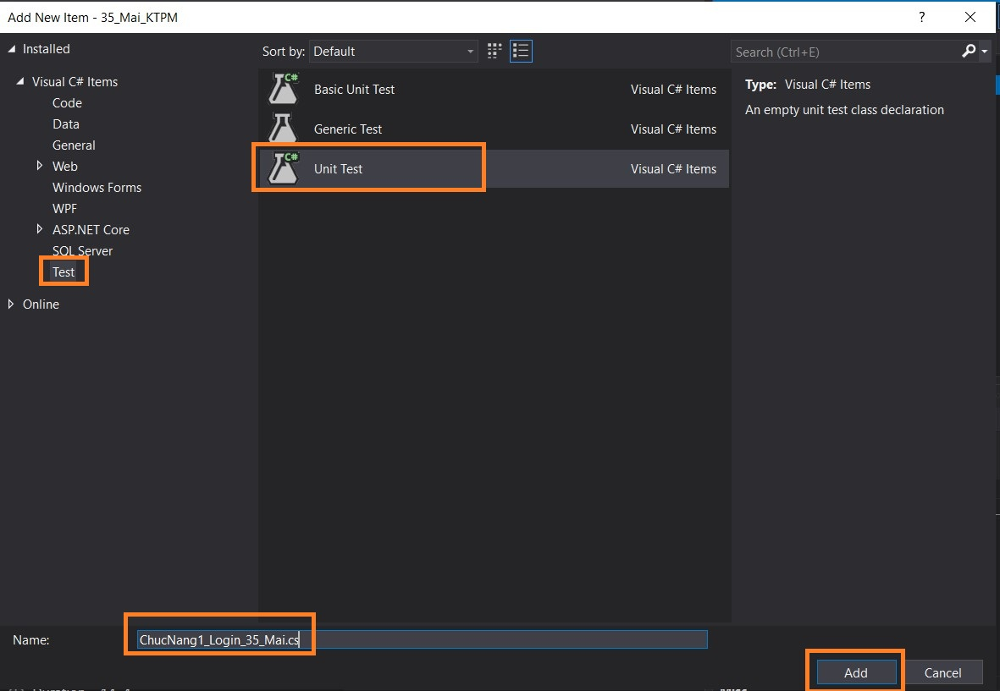 Add New Item - 35_Mai_KTPM
?
Installed
Sort by: Default
Search (Ctrl+E)
Visual C# Items
Code
Data
General
Web
Windows Forms
WPF
ASP.NET Core
SQL Server
Test
Online
C# Basic Unit Test Visual C# Items
Generic Test Visual C# Items
C# Unit Test Visual C# Items
Type: Visual C# Items
An empty unit test class declaration
Name: ChucNang1_Login_35_Mai.cs
Add Cancel